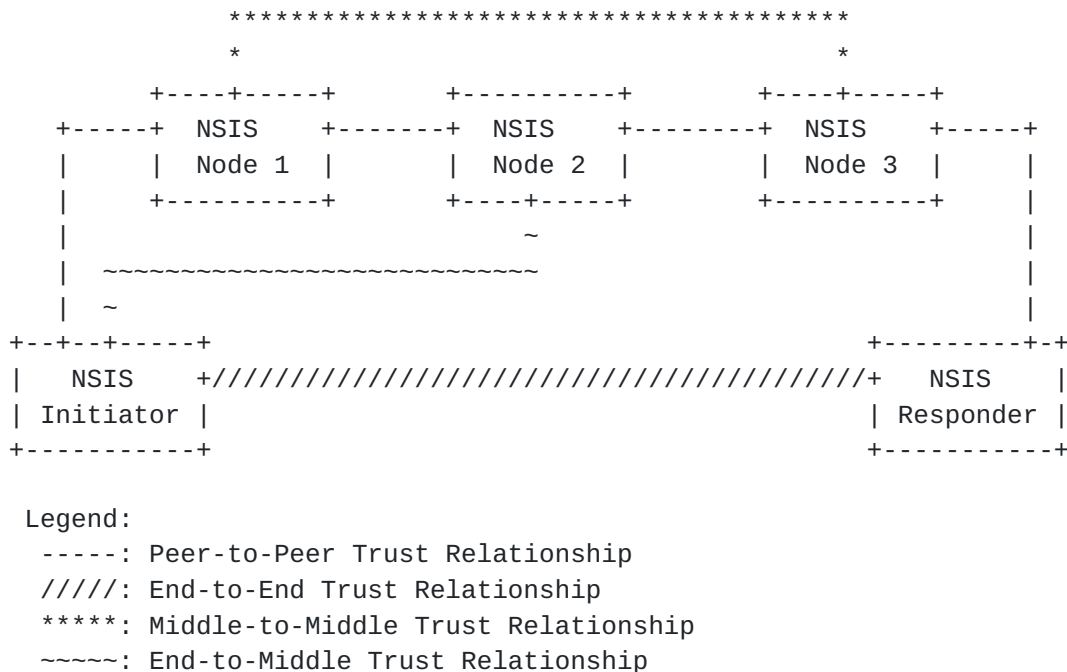 ****************************************
              *                                      *
         +----+-----+       +----------+        +----+-----+
   +-----+  NSIS    +-------+  NSIS    +--------+  NSIS    +-----+
   |     |  Node 1  |       |  Node 2  |        |  Node 3  |     |
   |     +----------+       +----+-----+        +----------+     |
   |                             ~                               |
   |  ~~~~~~~~~~~~~~~~~~~~~~~~~~~~                               |
   |  ~                                                          |
+--+--+-----+                                          +---------+-+
|   NSIS    +//////////////////////////////////////////+   NSIS    |
| Initiator |                                          | Responder |
+-----------+                                          +-----------+
Legend:
 -----: Peer-to-Peer Trust Relationship
 /////: End-to-End Trust Relationship
 *****: Middle-to-Middle Trust Relationship
 ~~~~~: End-to-Middle Trust Relationship